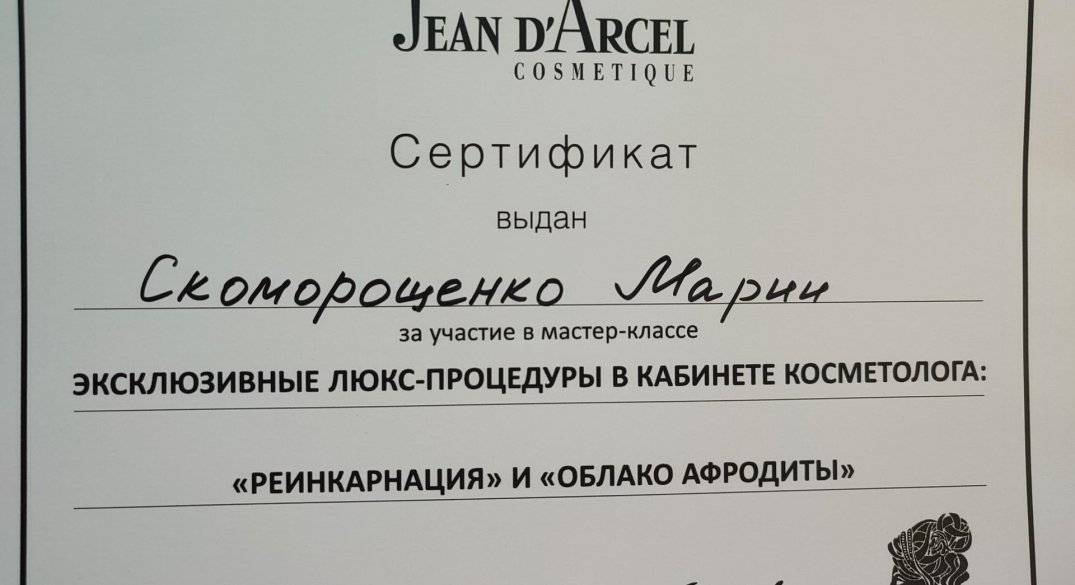 JEAN D'ARCEL
COSMETIQUE
Сертификат
выдан
Скоморощенко Марии
за участие в мастер-классе
ЭКСКЛЮЗИВНЫЕ ЛЮКС-ПРОЦЕДУРЫ В КАБИНЕТЕ КОСМЕТОЛОГА:
«РЕИНКАРНАЦИЯ» И «ОБЛАКО АФРОДИТЫ»